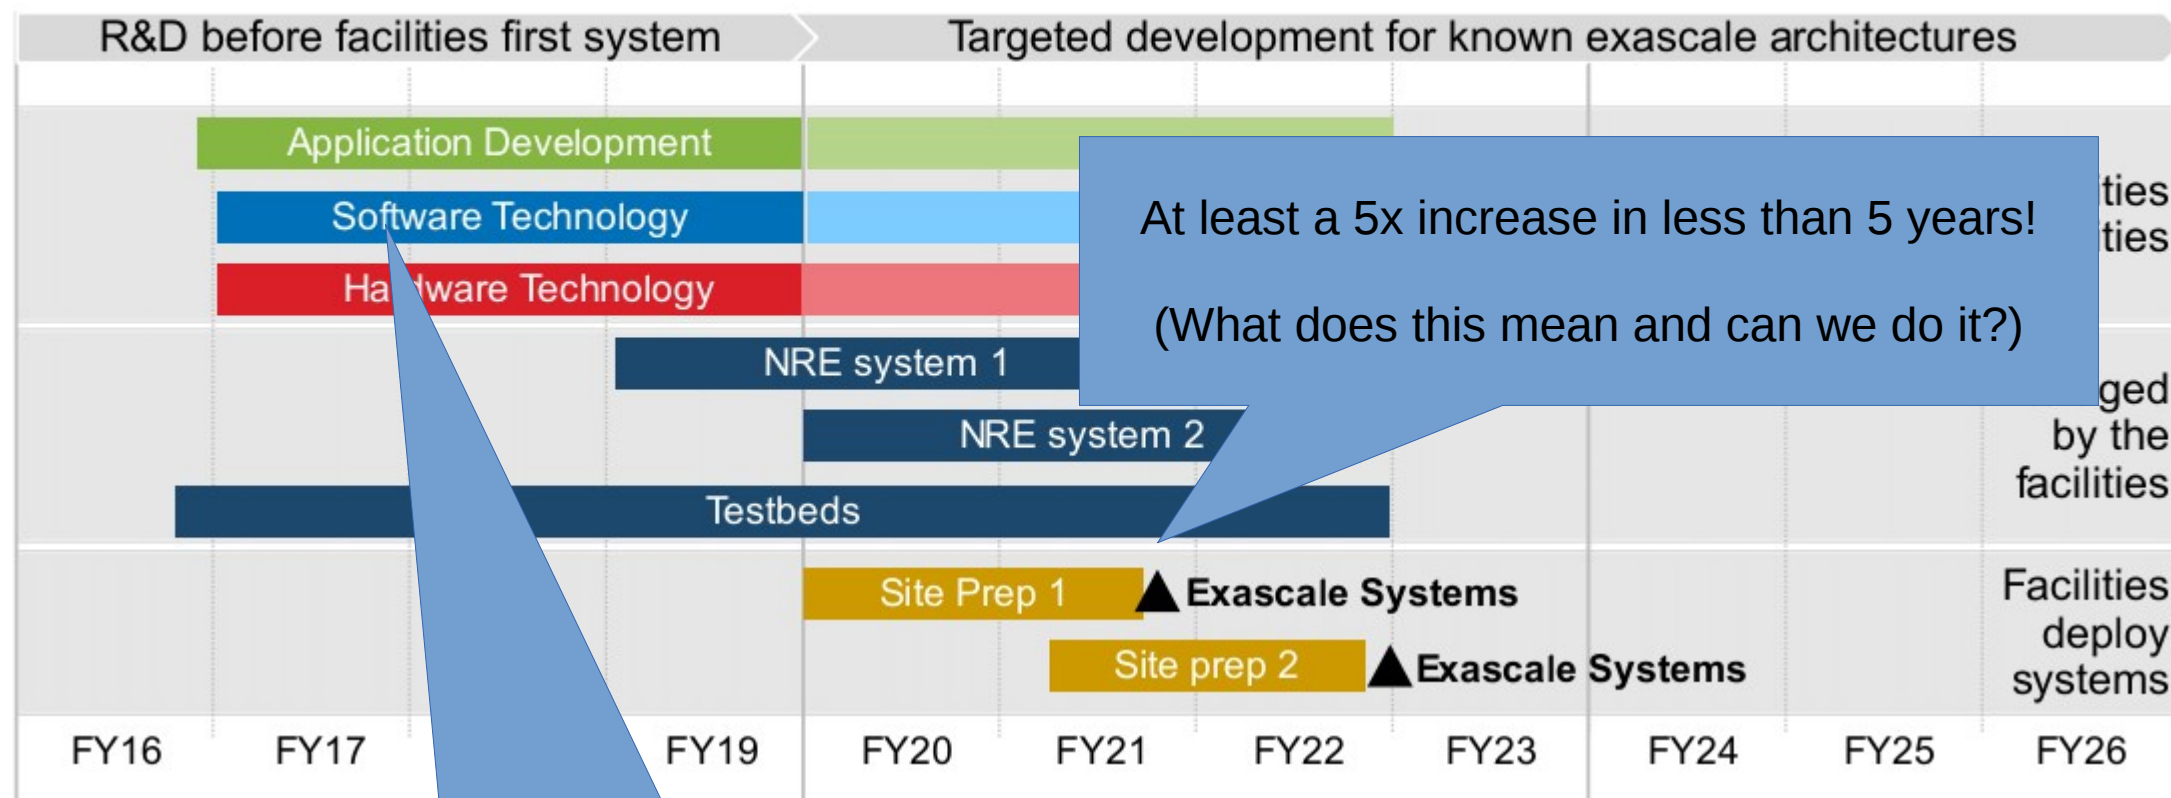 R&D before facilities first system
Targeted development for known exascale architectures
Application Development
Software Technology
Hardware Technology
At least a 5x increase in less than 5 years!
(What does this mean and can we do it?)
NRE system 1
NRE system 2
Testbeds
by the
facilities
Site Prep 1
Exascale Systems
Site prep 2
Exascale Systems
Facilities
deploy
systems
FY16 FY17 FY19 FY20 FY21 FY22 FY23 FY24 FY25 FY26